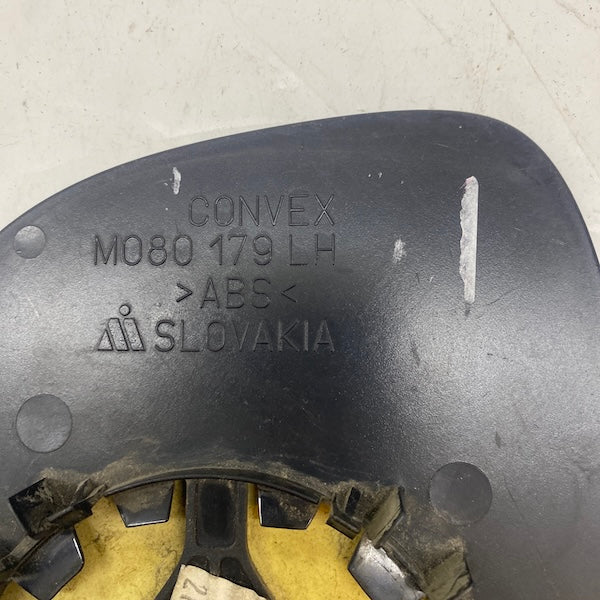 CONVEX
M080 179 LH
>ABS<
SLOVAKIA